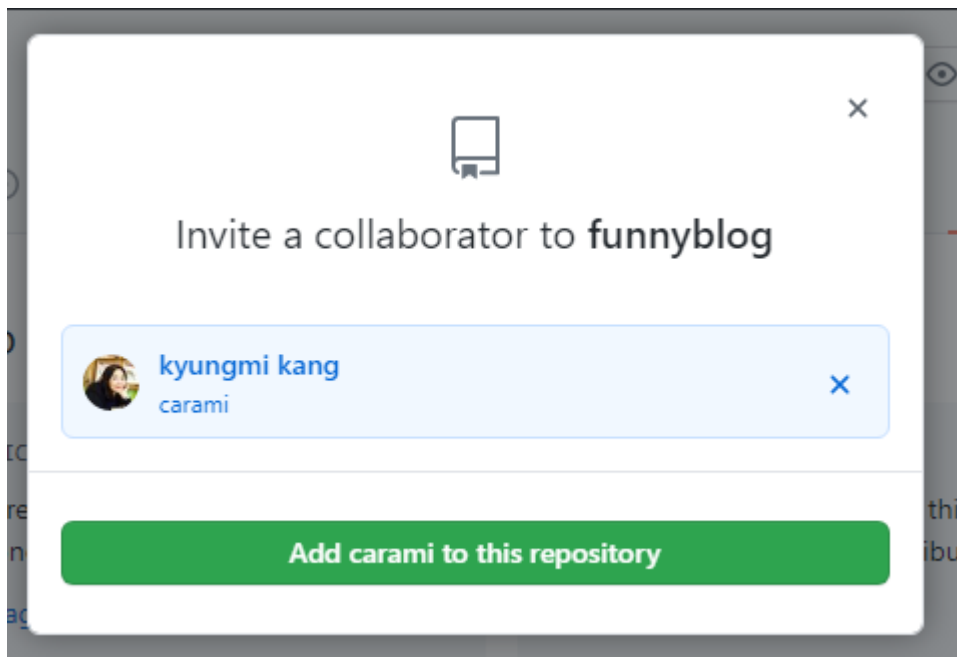 Invite a collaborator to funnyblog
kyungmi kang
carami
Add carami to this repository